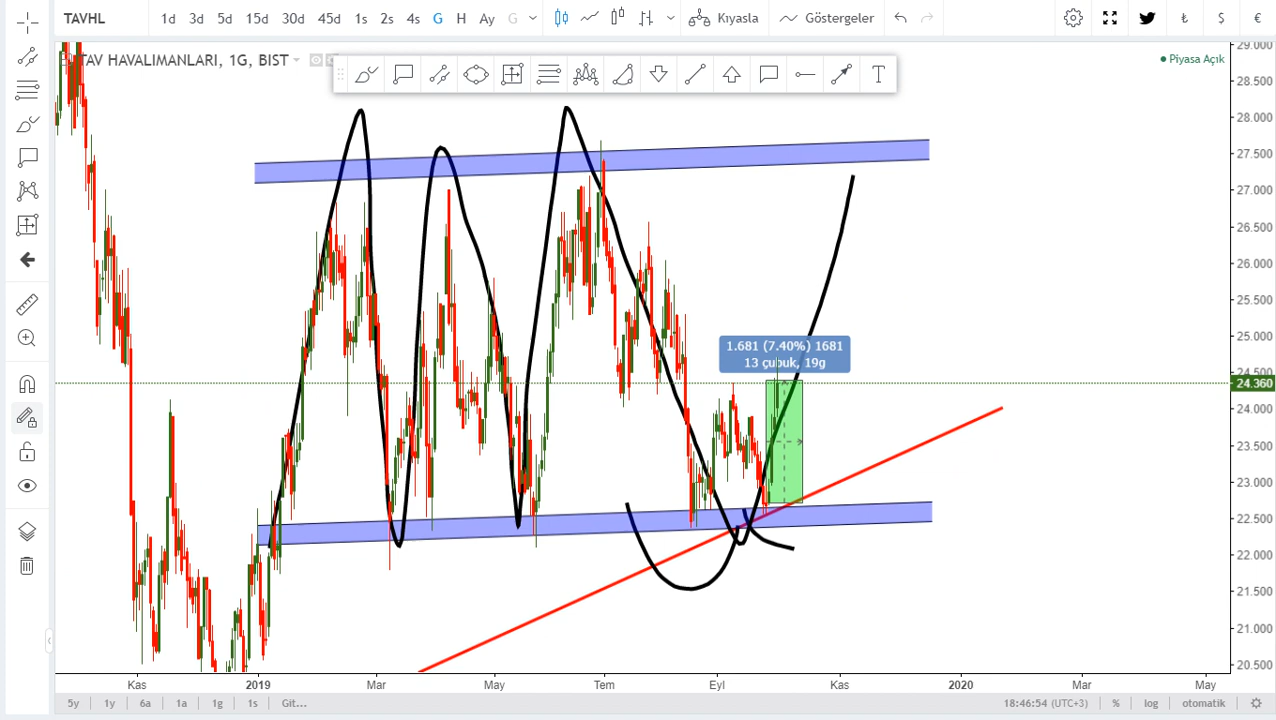 TAVHL
1d 3d 5d 15d 30d 45d 1s 2s 4s G H Ay G
Kıyasla
Göstergeler
₺ $ €
TAV HAVALIMANLARI, 1G, BIST
Piyasa Açık
T
29.000
28.500
28.000
27.500
27.000
26.500
26.000
25.500
25.000
24.500
24.360
24.000
23.500
23.000
22.500
22.000
21.500
21.000
20.500
1.681 (7.40%) 1681
13 çubuk, 19g
Kas 2019 Mar May Tem Eyl Kas 2020 Mar May
5y 1y 6a 1a 1g 1s Git...
18:46:54 (UTC+3) % log otomatik